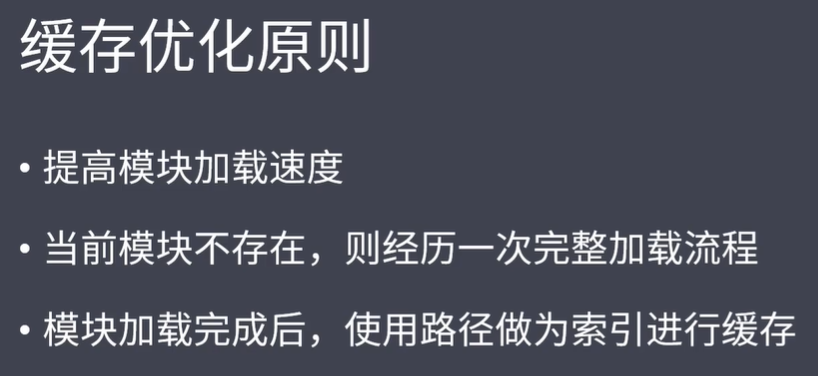 缓存优化原则
• 提高模块加载速度
• 当前模块不存在，则经历一次完整加载流程
• 模块加载完成后，使用路径做为索引进行缓存